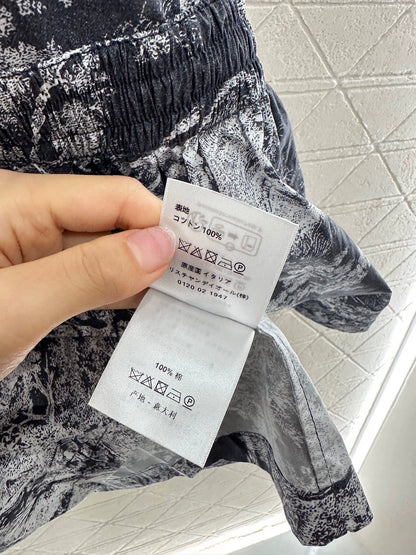 表地
コットン 100%
原産国 イタリア
リスチャンディオール(株)
0120 02 1947
100% 棉
产地 - 意大利